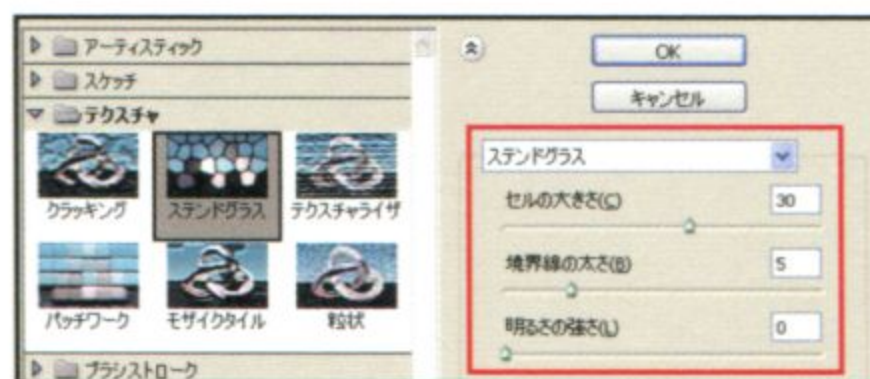 アーティスティック
スケッチ
テクスチャ
クラッキング
ステンドグラス
テクスチャライザ
パッチワーク
モザイクタイル
粒状
ブラシストローク
OK
キャンセル
ステンドグラス
セルの大きさ(C) 30
境界線の太さ(B) 5
明るさの強さ(L) 0